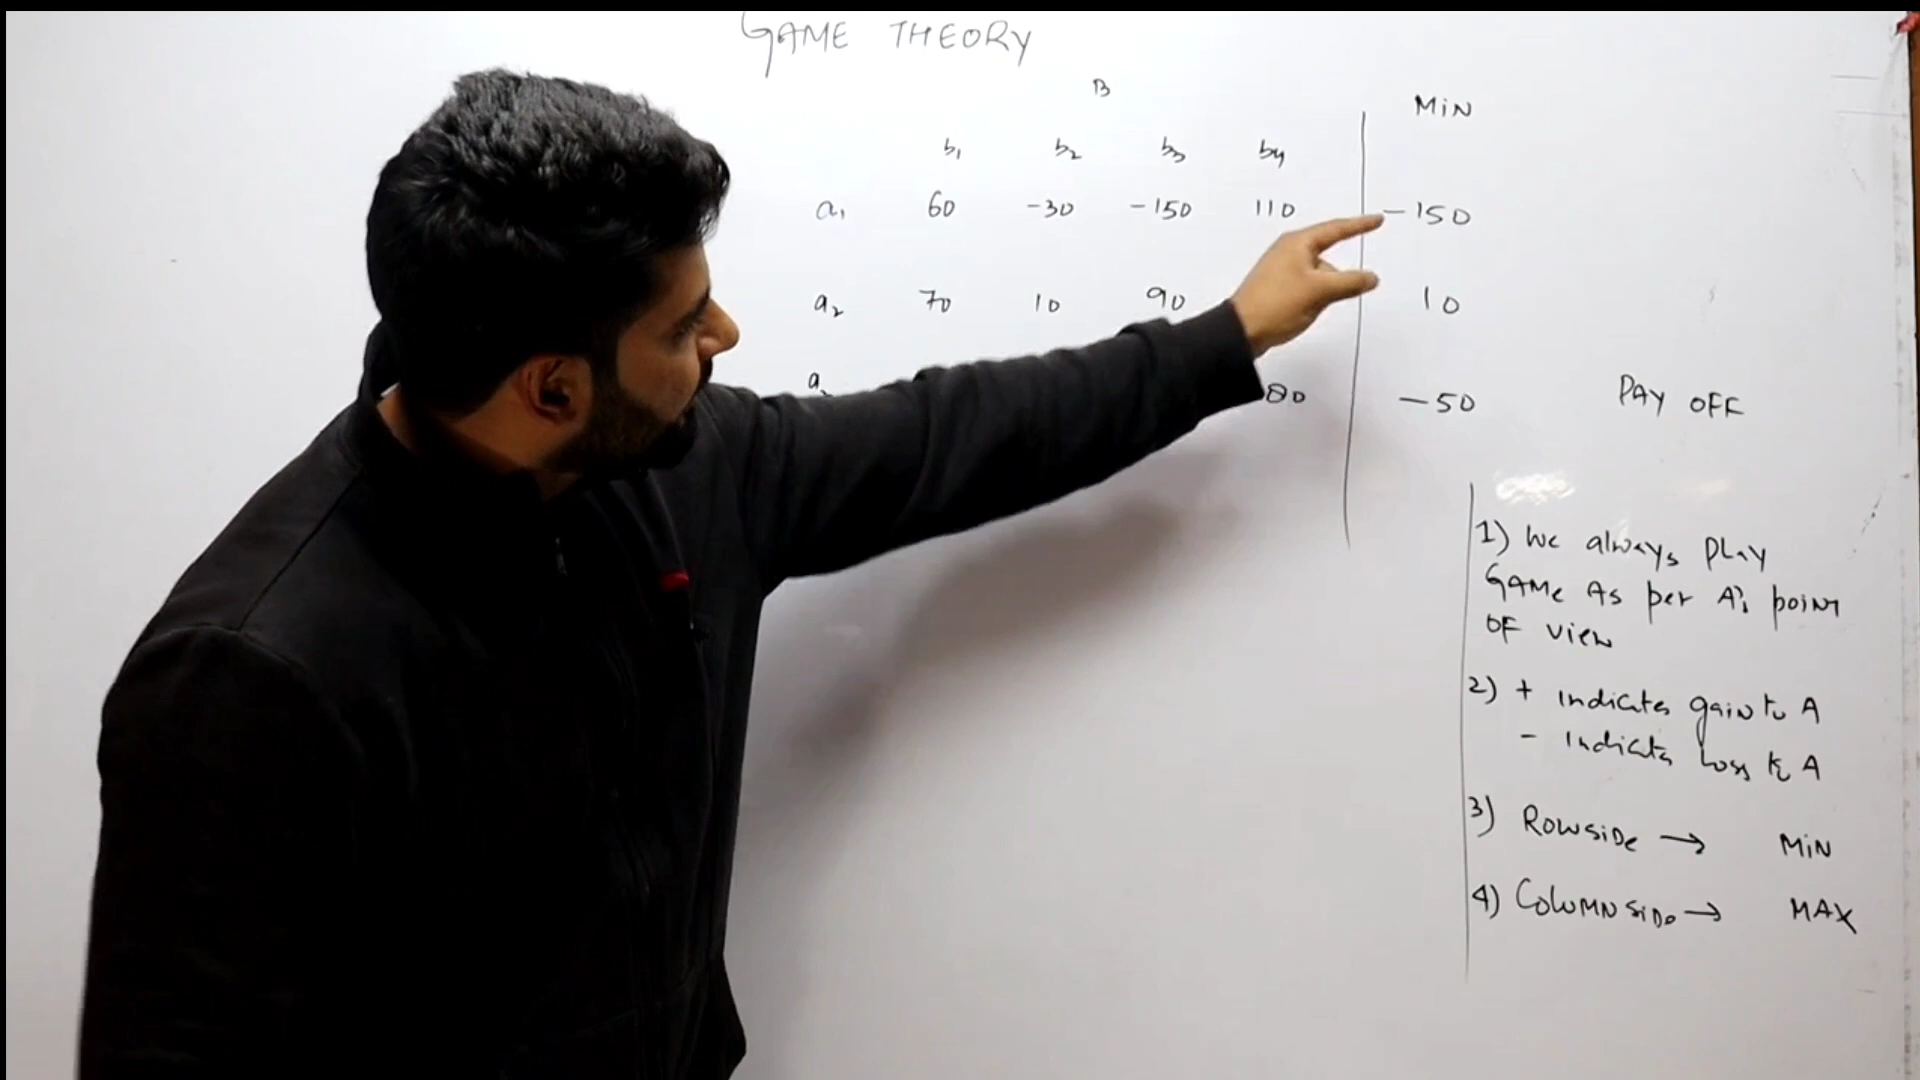 GAME THEORY
B
MiN
b1 b2 b3 b4
a1 60 -30 -150 110 -150
a2 70 10 90 10
80 -50
PAY OFF
1) We always play
GAMe As per A's point
OF view
2) + indicates gain to A
- Indicates Loss to A
3) RowsiDe → MiN
4) ColuMN siDe → MAX